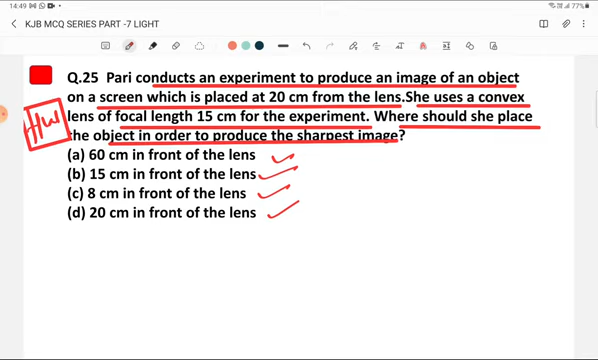 14:49
77%
KJB MCQ SERIES PART -7 LIGHT
Q.25 Pari conducts an experiment to produce an image of an object
on a screen which is placed at 20 cm from the lens.She uses a convex
lens of focal length 15 cm for the experiment. Where should she place
the object in order to produce the sharpest image?
HW
(a) 60 cm in front of the lens
(b) 15 cm in front of the lens
(c) 8 cm in front of the lens
(d) 20 cm in front of the lens